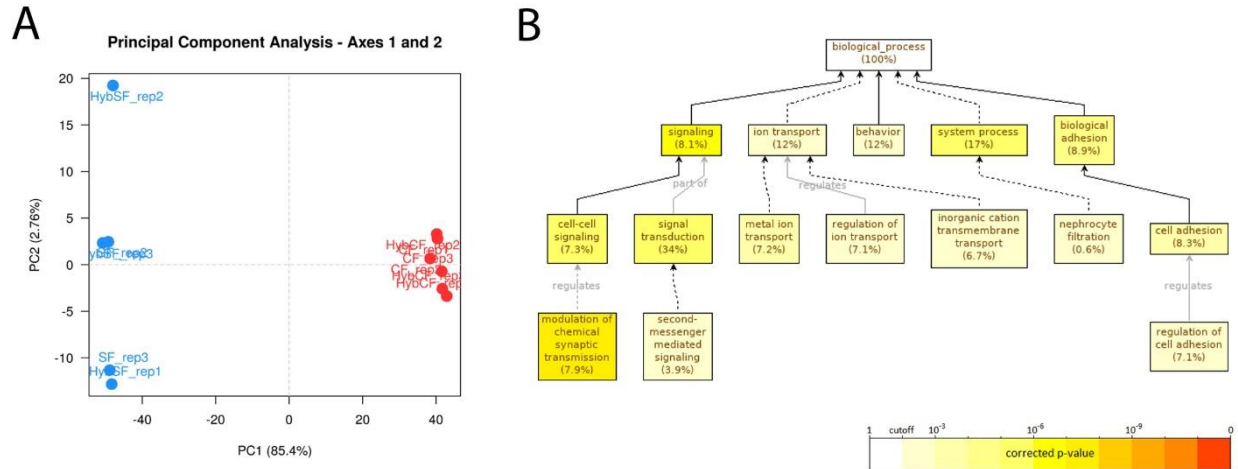 A
Principal Component Analysis - Axes 1 and 2
PC2 (2.76%)
20
15
10
5
0
-5
-10
-40
-20
0
20
40
PC1 (85.4%)
HybSF_rep2
SF_rep3
HybSF_rep1
HybCF_rep2
CF_rep1
CF_rep3
B
biological_process
(100%)
signaling
(8.1%)
ion transport
(12%)
behavior
(12%)
system process
(17%)
biological
adhesion
(8.9%)
part of
regulates
cell-cell
signaling
(7.3%)
signal
transduction
(34%)
metal ion
transport
(7.2%)
regulation of
ion transport
(7.1%)
inorganic cation
transmembrane
transport
(6.7%)
nephrocyte
filtration
(0.6%)
cell adhesion
(8.3%)
regulates
regulates
modulation of
chemical
synaptic
transmission
(7.9%)
second-
messenger
mediated
signaling
(3.9%)
regulation of
cell adhesion
(7.1%)
1
cutoff
10-3
10-6
10-9
0
corrected p-value